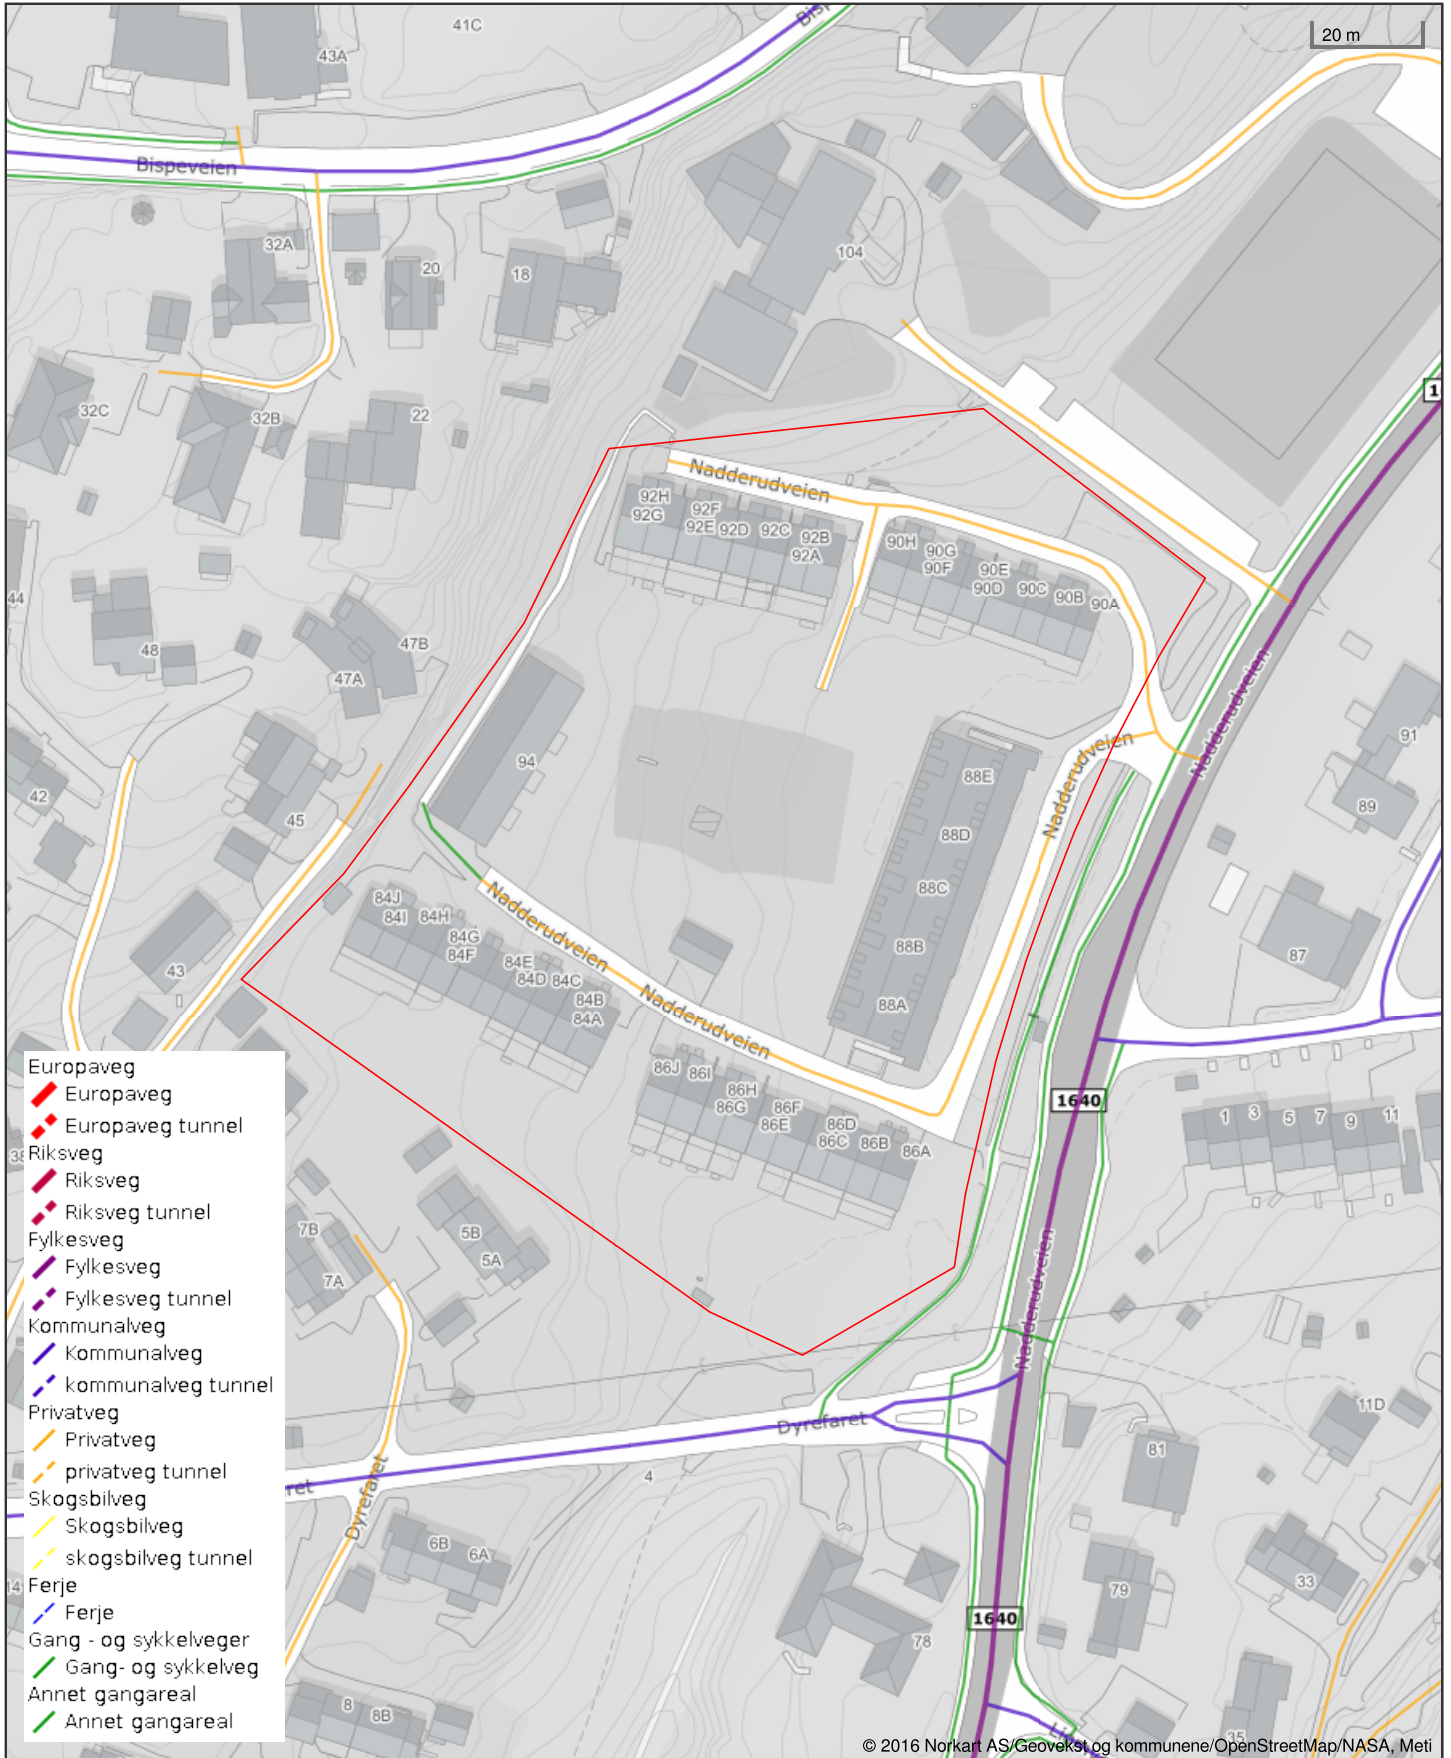 41C
Bisp
20 m
43A
Bispeveien
32A
20
18
104
32C
32B
22
1
Nadderudveien
92H
92G
92F
92E
92D
92C
92B
92A
90H
90G
90F
90E
90D
90C
90B
90A
44
48
47B
47A
Nadderudveien
91
94
88E
42
45
Nadderudveien
89
88D
84J
84I
88C
84H
84G
84F
Nadderudveien
88B
87
43
84E
84D
84C
84B
84A
88A
Nadderudveien
86J
86I
86H
86G
86F
86E
86D
86C
86B
86A
1640
1
3
5
7
9
11
38
7B
5B
5A
7A
Nadderudveien
Dyrefaret
11D
81
4
ret
Dyrefaret
6B
6A
14
79
33
1640
78
8
8B
35
Li
Europaveg
Europaveg
Europaveg tunnel
Riksveg
Riksveg
Riksveg tunnel
Fylkesveg
Fylkesveg
Fylkesveg tunnel
Kommunalveg
Kommunalveg
kommunalveg tunnel
Privatveg
Privatveg
privatveg tunnel
Skogsbilveg
Skogsbilveg
skogsbilveg tunnel
Ferje
Ferje
Gang - og sykkelveger
Gang- og sykkelveg
Annet gangareal
Annet gangareal
© 2016 Norkart AS/Geovekst og kommunene/OpenStreetMap/NASA, Meti